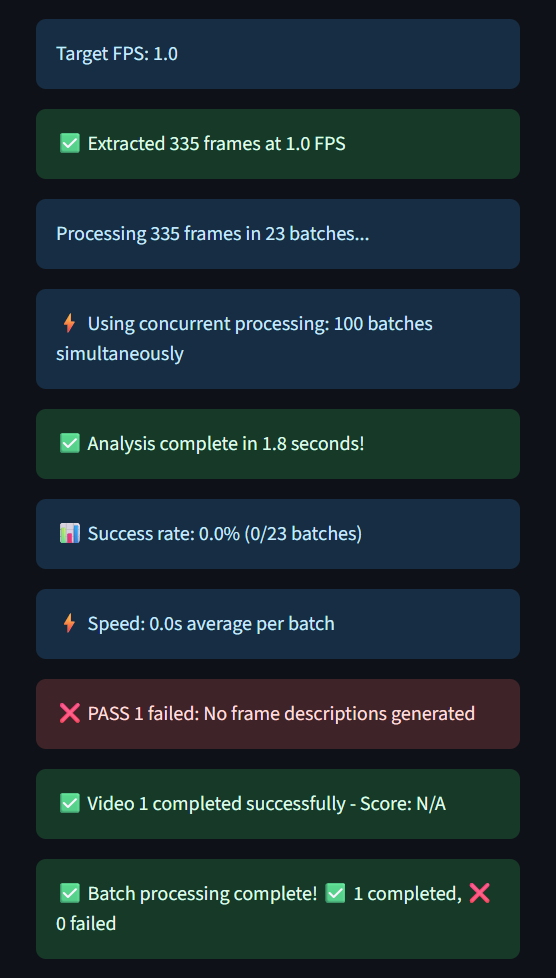 Target FPS: 1.0
✅ Extracted 335 frames at 1.0 FPS
Processing 335 frames in 23 batches...
⚡ Using concurrent processing: 100 batches
simultaneously
✅ Analysis complete in 1.8 seconds!
📊 Success rate: 0.0% (0/23 batches)
⚡ Speed: 0.0s average per batch
❌ PASS 1 failed: No frame descriptions generated
✅ Video 1 completed successfully - Score: N/A
✅ Batch processing complete! ✅ 1 completed, ❌
0 failed